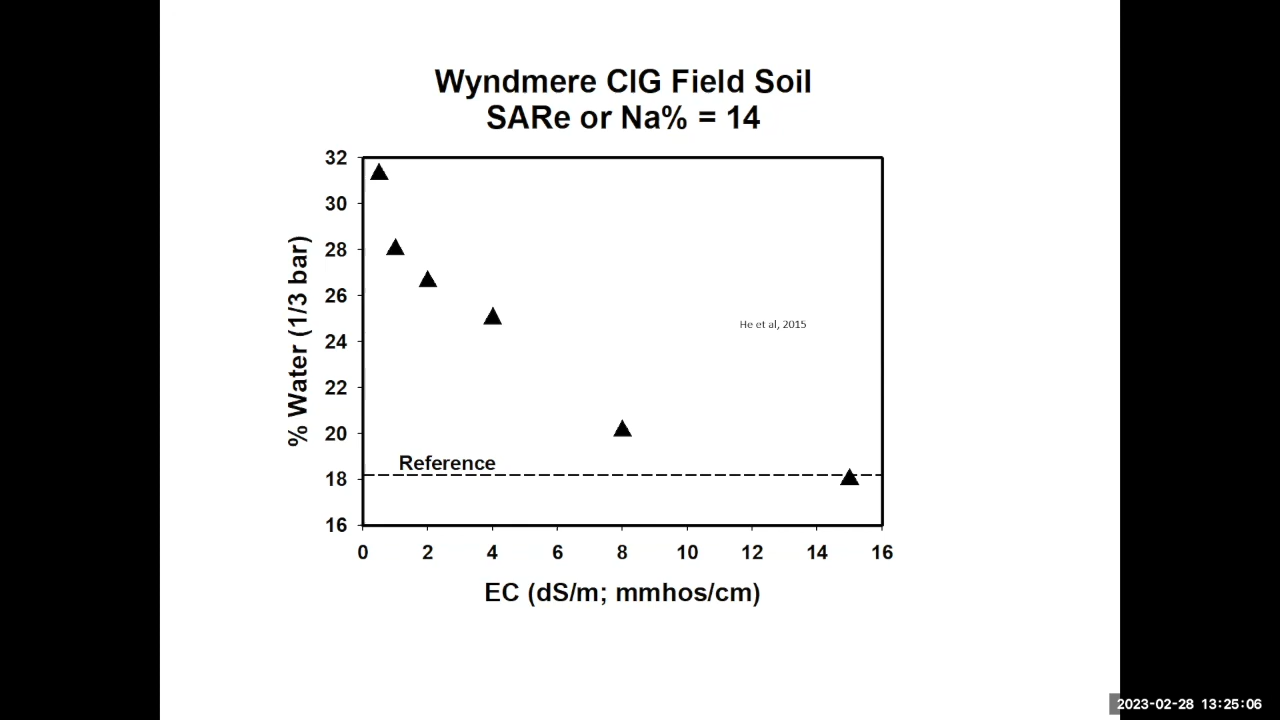 Wyndmere CIG Field Soil
SARe or Na% = 14
32
30
28
26
24
22
20
18
16
% Water (1/3 bar)
He et al, 2015
Reference
0 2 4 6 8 10 12 14 16
EC (dS/m; mmhos/cm)
2023-02-28 13:25:06